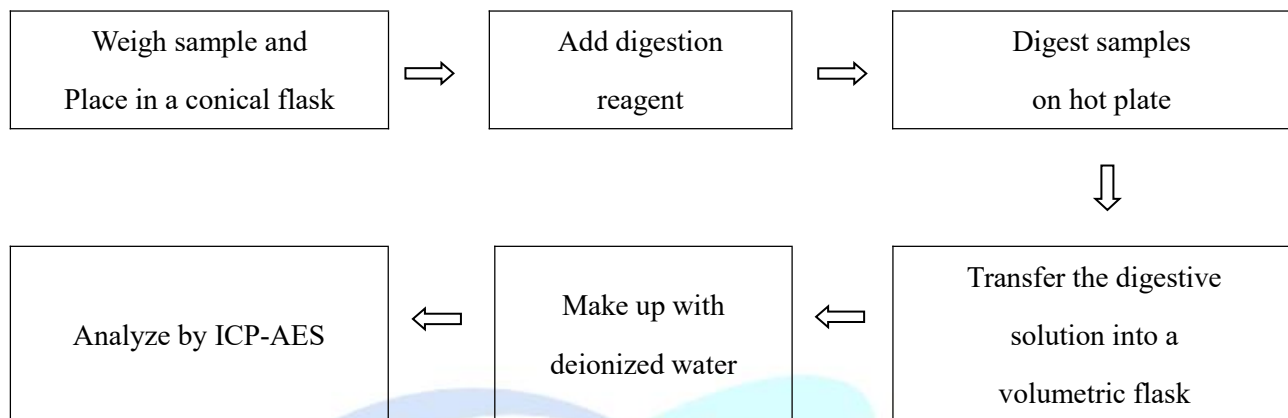 Weigh sample and
Place in a conical flask
Add digestion
reagent
Digest samples
on hot plate
Transfer the digestive
solution into a
volumetric flask
Make up with
deionized water
Analyze by ICP-AES